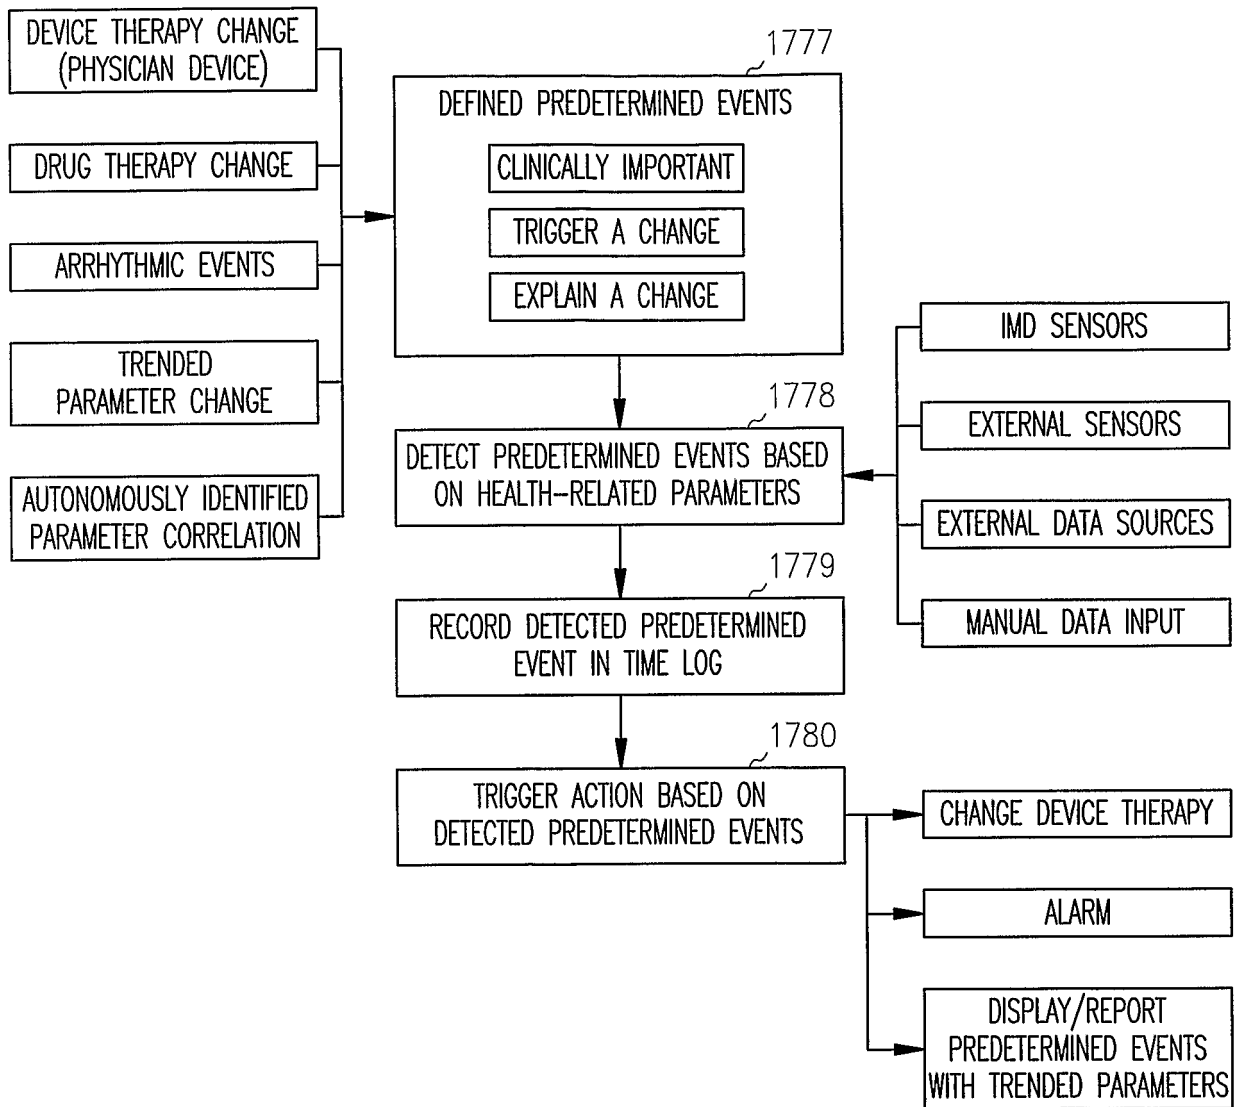 DEVICE THERAPY CHANGE
(PHYSICIAN DEVICE)
DRUG THERAPY CHANGE
ARRHYTHMIC EVENTS
TRENDED
PARAMETER CHANGE
AUTONOMOUSLY IDENTIFIED
PARAMETER CORRELATION
1777
DEFINED PREDETERMINED EVENTS
CLINICALLY IMPORTANT
TRIGGER A CHANGE
EXPLAIN A CHANGE
1778
DETECT PREDETERMINED EVENTS BASED
ON HEALTH-RELATED PARAMETERS
IMD SENSORS
EXTERNAL SENSORS
EXTERNAL DATA SOURCES
MANUAL DATA INPUT
1779
RECORD DETECTED PREDETERMINED
EVENT IN TIME LOG
1780
TRIGGER ACTION BASED ON
DETECTED PREDETERMINED EVENTS
CHANGE DEVICE THERAPY
ALARM
DISPLAY/REPORT
PREDETERMINED EVENTS
WITH TRENDED PARAMETERS